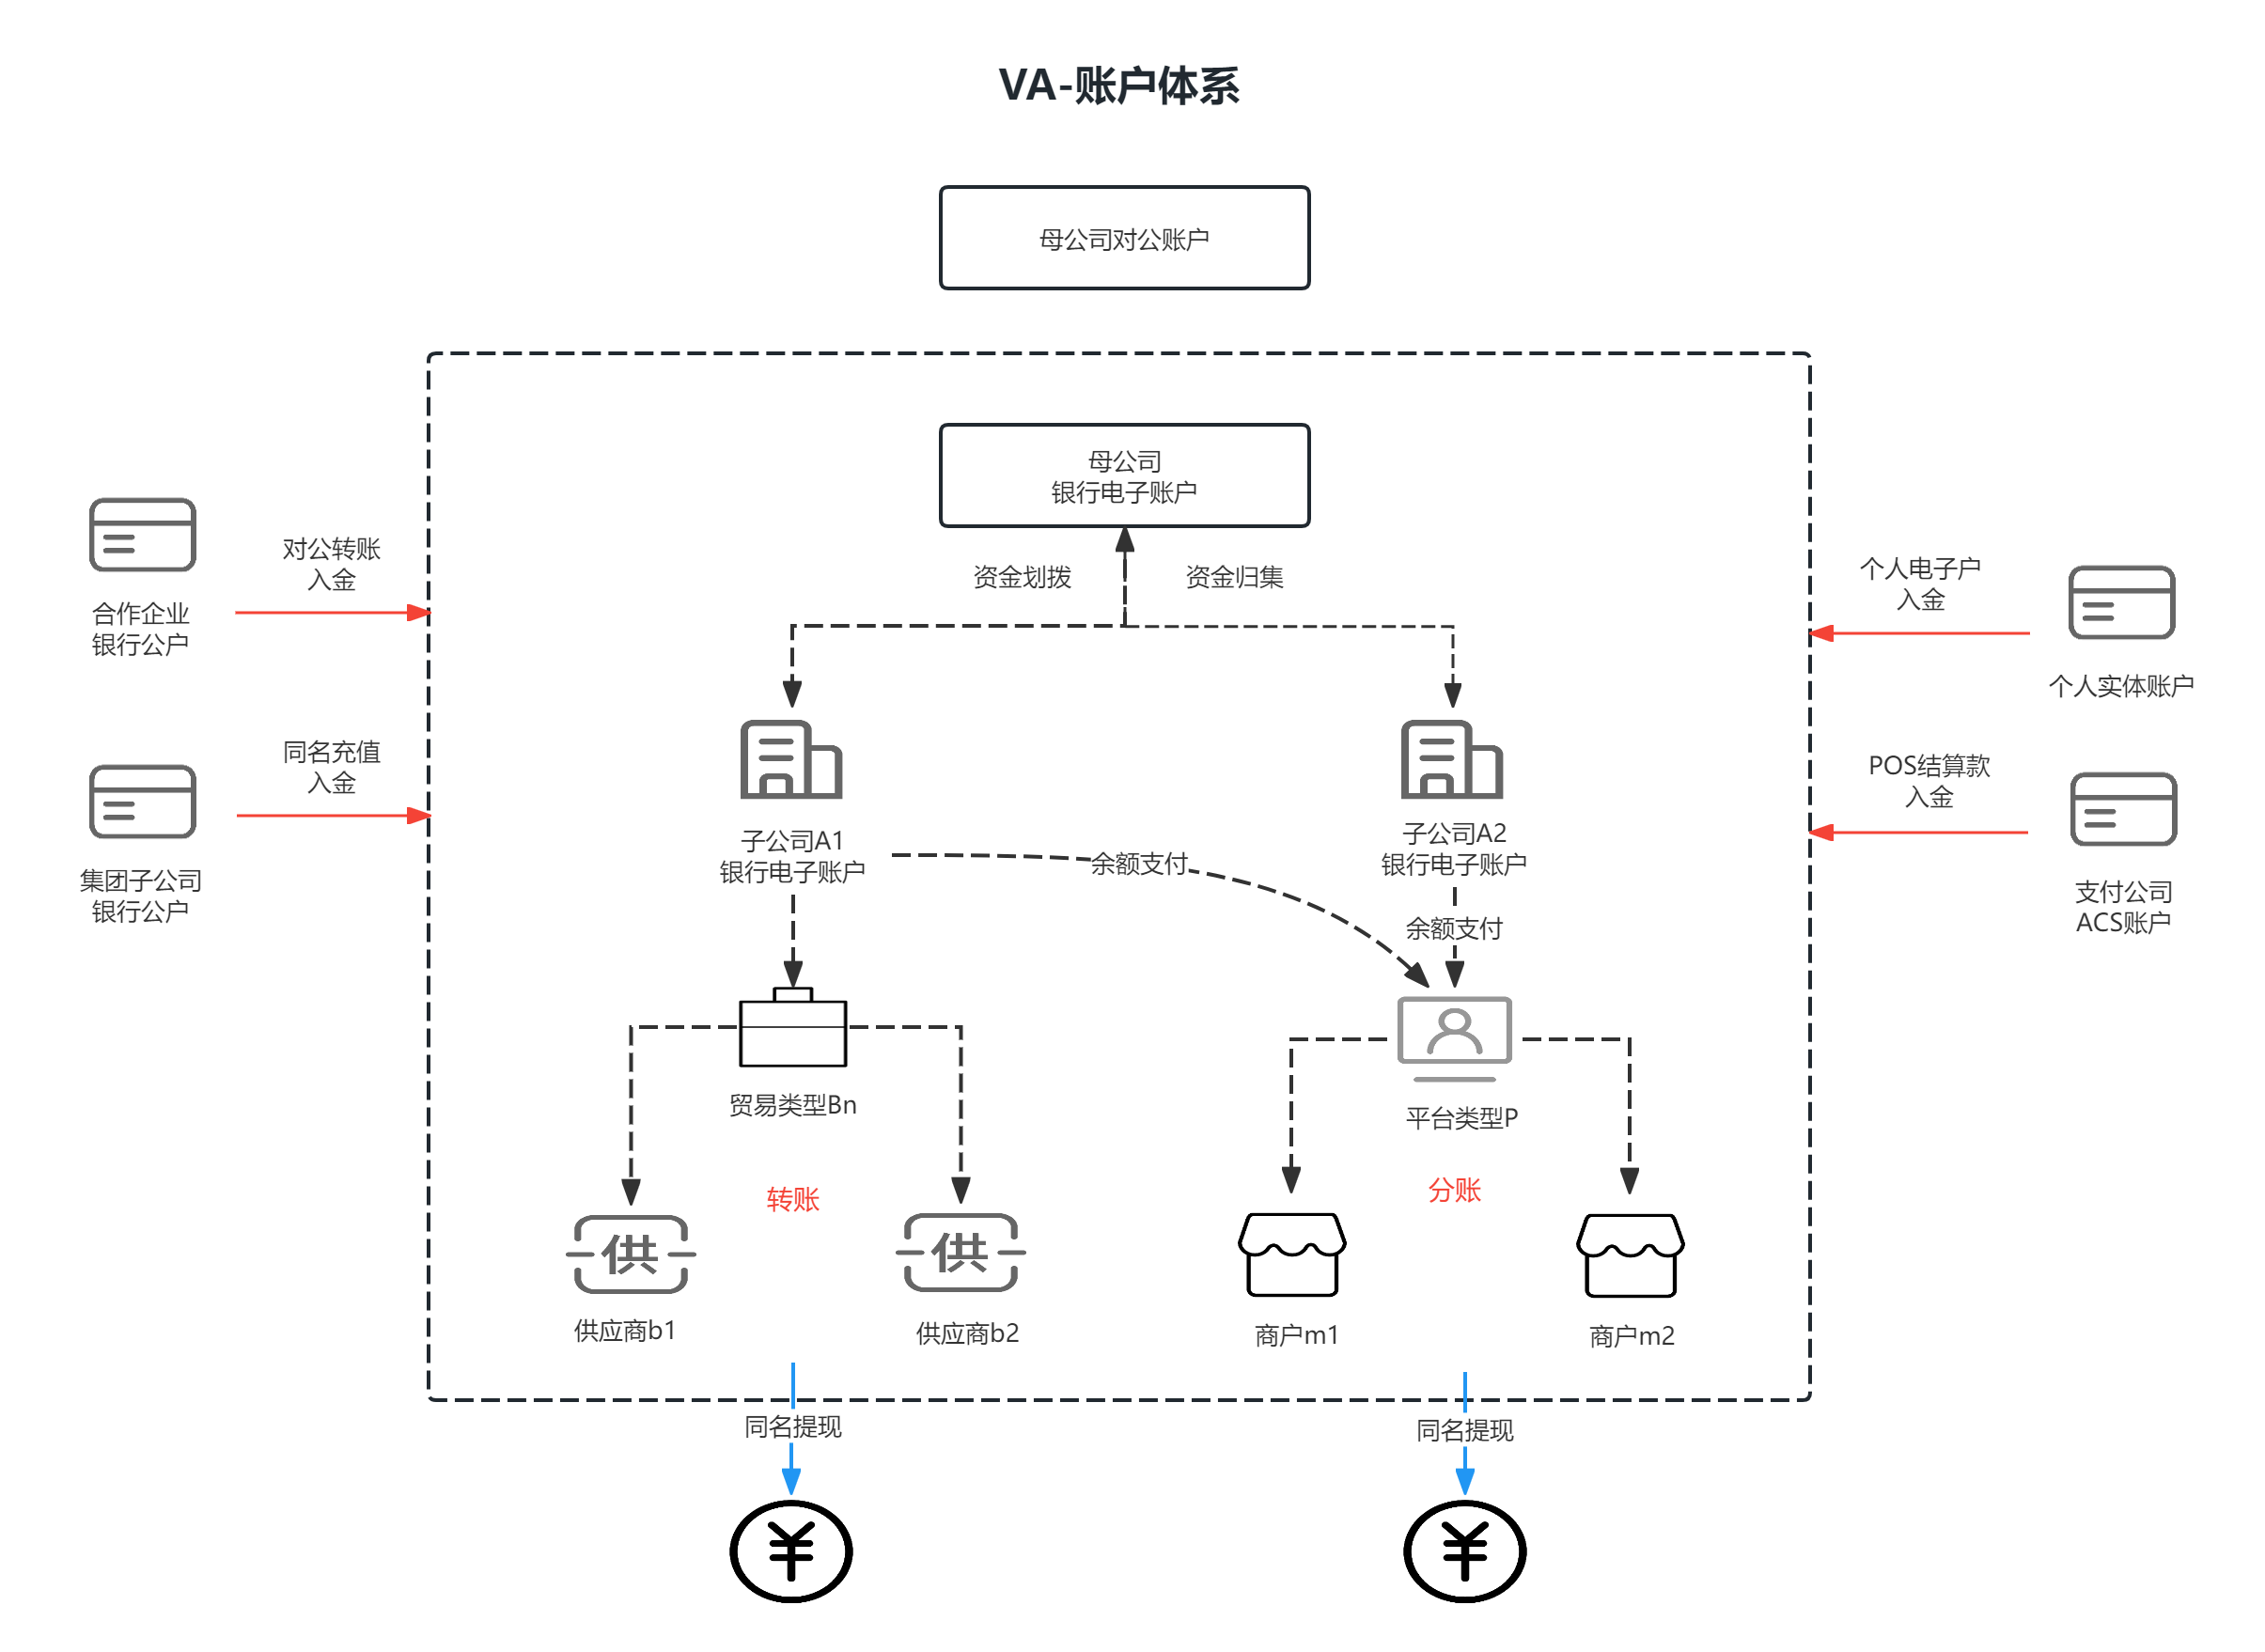 VA-账户体系
母公司对公账户
母公司
银行电子账户
资金划拨
资金归集
对公转账
入金
合作企业
银行公户
同名充值
入金
集团子公司
银行公户
个人电子户
入金
个人实体账户
POS结算款
入金
支付公司
ACS账户
子公司A1
银行电子账户
子公司A2
银行电子账户
余额支付
余额支付
贸易类型Bn
平台类型P
转账
分账
供
供
供应商b1
供应商b2
商户m1
商户m2
同名提现
同名提现
¥
¥